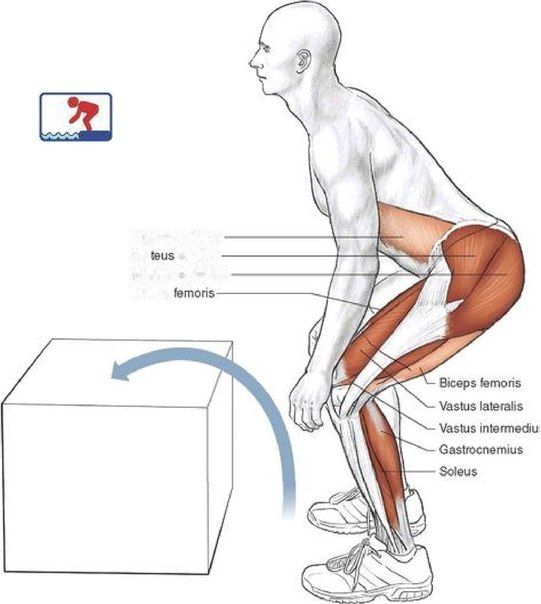 teus
femoris
Biceps femoris
Vastus lateralis
Vastus intermediu
Gastrocnemius
Soleus